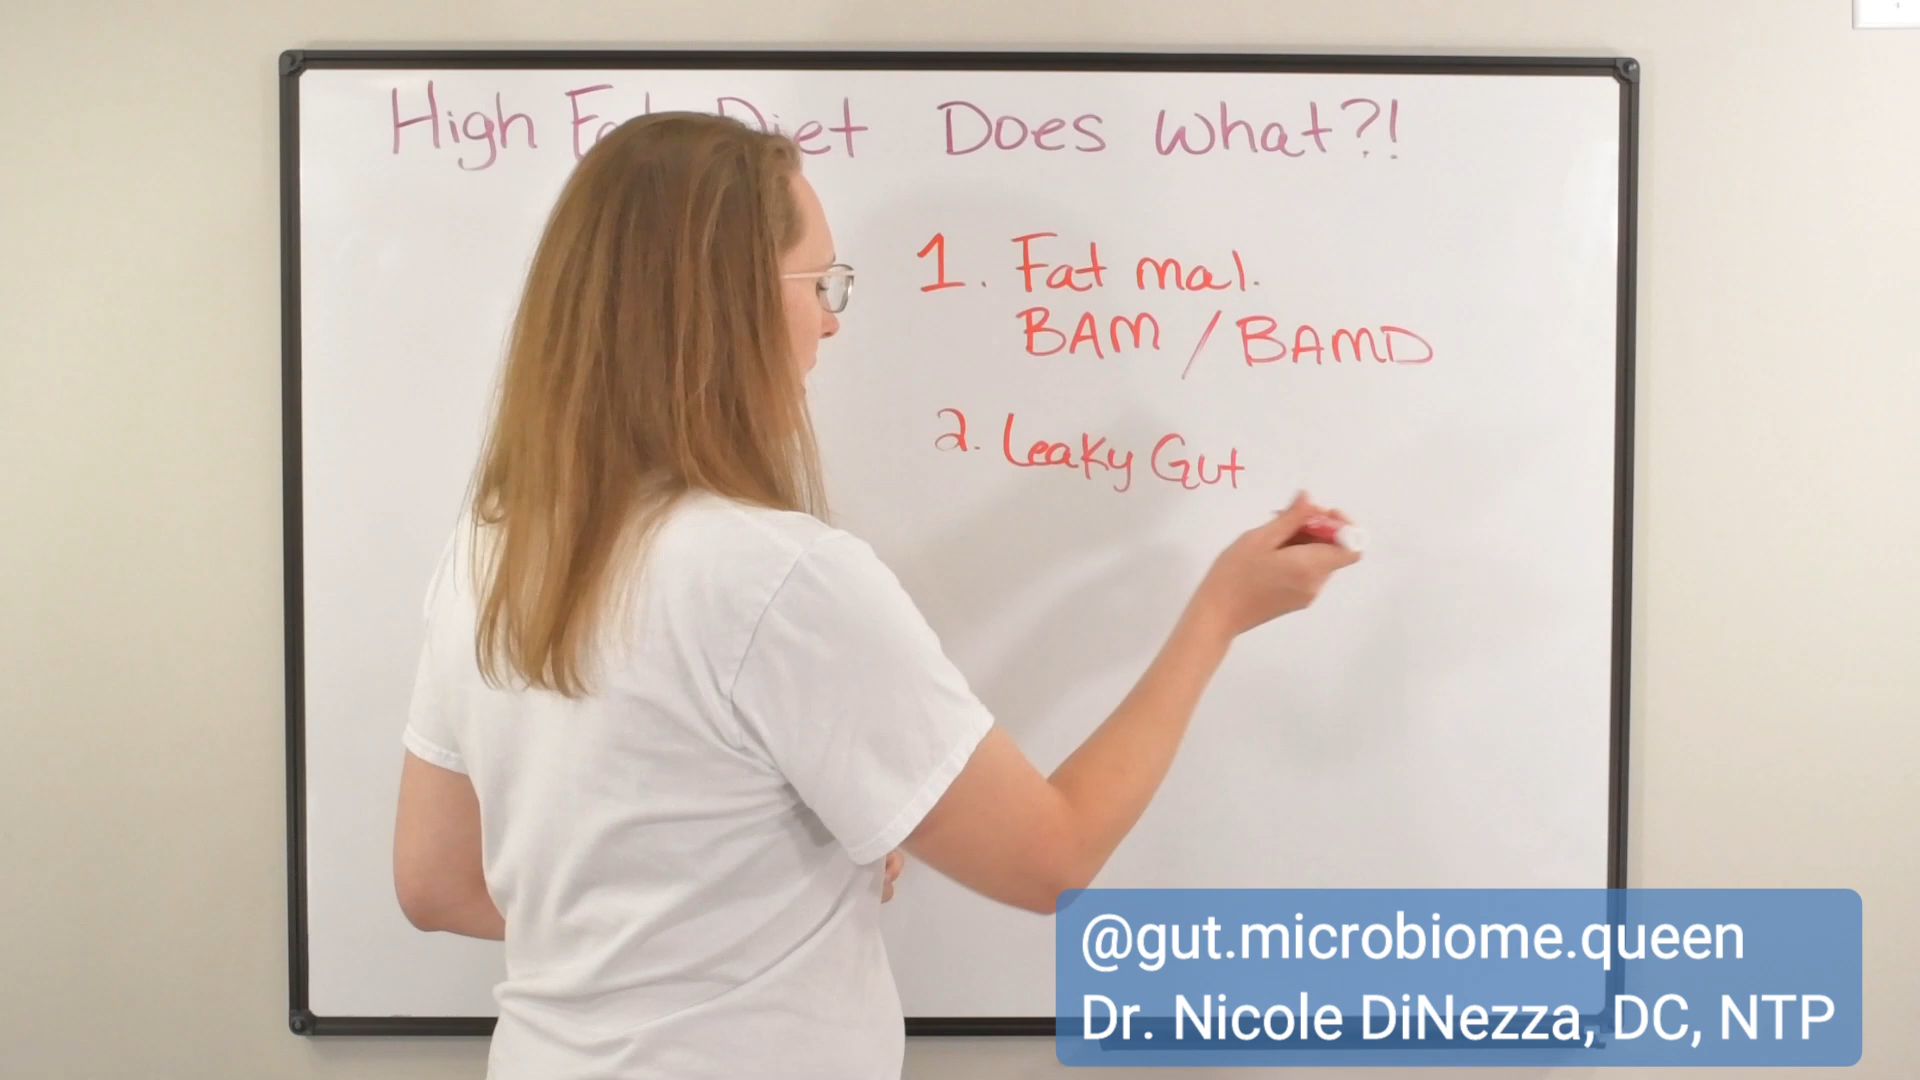 High Diet Does What?!
1. Fat mal.
BAM / BAMD
2. Leaky Gut
@gut.microbiome.queen
Dr. Nicole DiNezza, DC, NTP